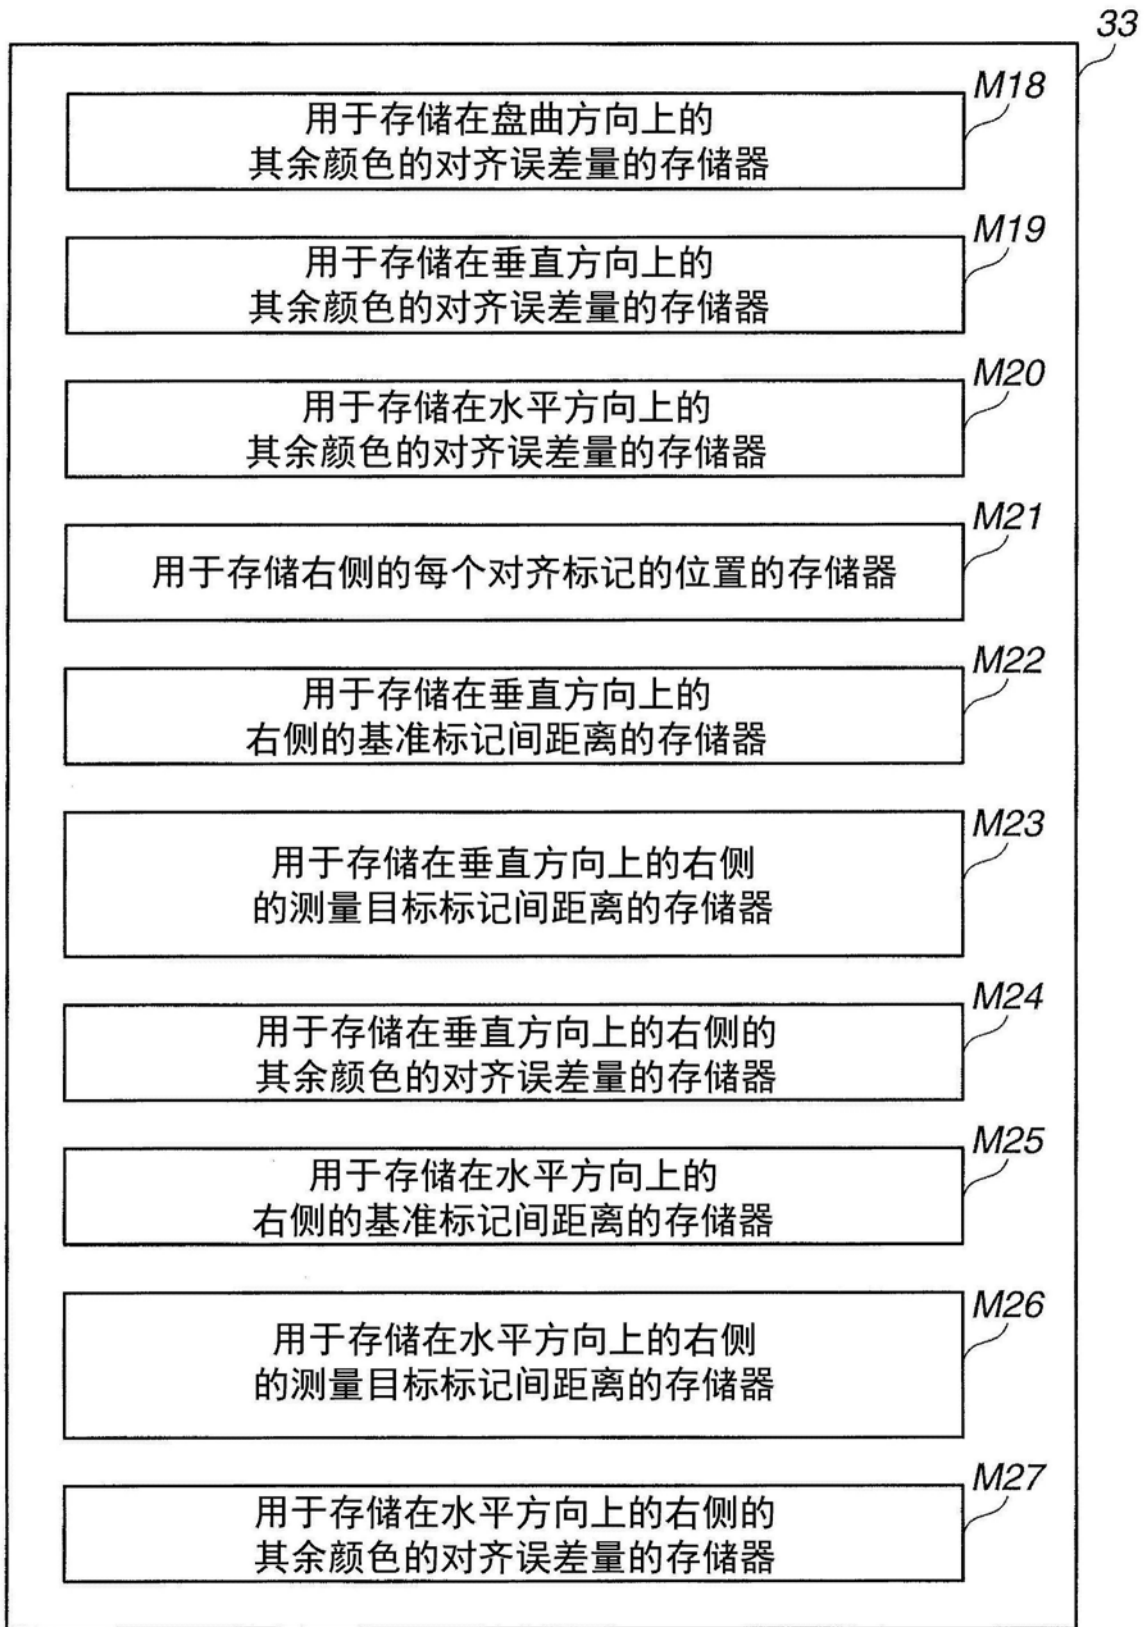 33
M18
用于存储在盘曲方向上的
其余颜色的对齐误差量的存储器
M19
用于存储在垂直方向上的
其余颜色的对齐误差量的存储器
M20
用于存储在水平方向上的
其余颜色的对齐误差量的存储器
M21
用于存储右侧的每个对齐标记的位置的存储器
M22
用于存储在垂直方向上的
右侧的基准标记间距离的存储器
M23
用于存储在垂直方向上的右侧
的测量目标标记间距离的存储器
M24
用于存储在垂直方向上的右侧的
其余颜色的对齐误差量的存储器
M25
用于存储在水平方向上的
右侧的基准标记间距离的存储器
M26
用于存储在水平方向上的右侧
的测量目标标记间距离的存储器
M27
用于存储在水平方向上的右侧的
其余颜色的对齐误差量的存储器